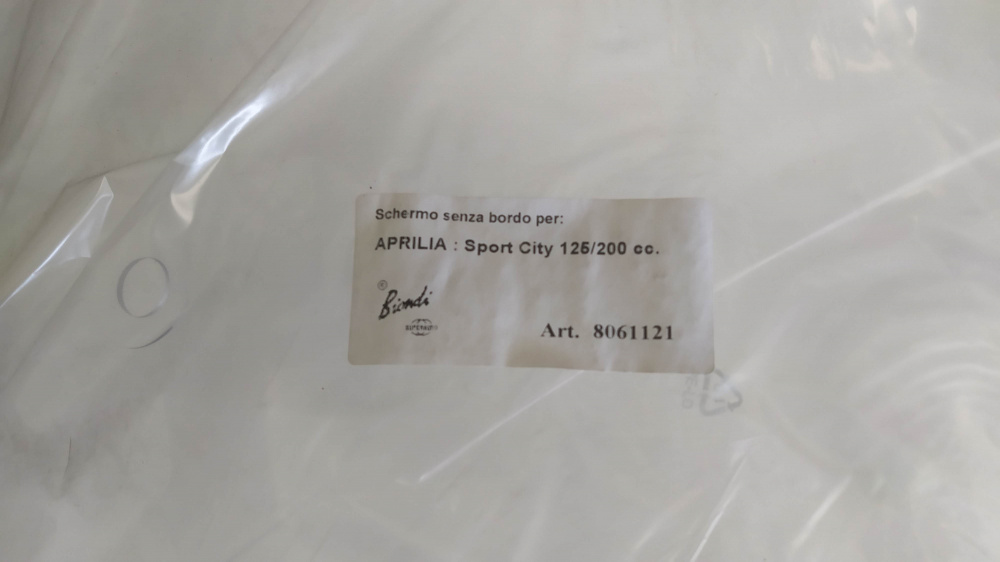 Schermo senza bordo per:
APRILIA : Sport City 125/200 cc.
®
Biondi
Art. 8061121